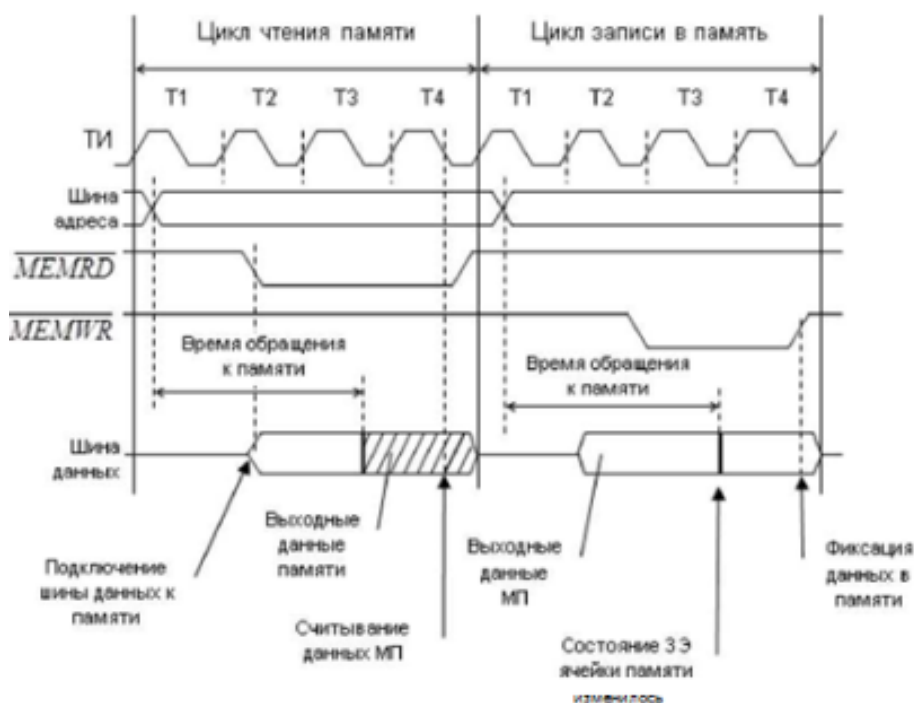 Цикл чтения памяти
Цикл записи в память
T1 T2 T3 T4 T1 T2 T3 T4
ТИ
Шина
адреса
MEMRD
MEMWR
Время обращения
к памяти
Время обращения
к памяти
Шина
данных
Выходные
данные
памяти
Подключение
шины данных к
памяти
Считывание
данных МП
Выходные
данные
МП
Фиксация
данных в
памяти
Состояние ЗЭ
ячейки памяти
изменилось